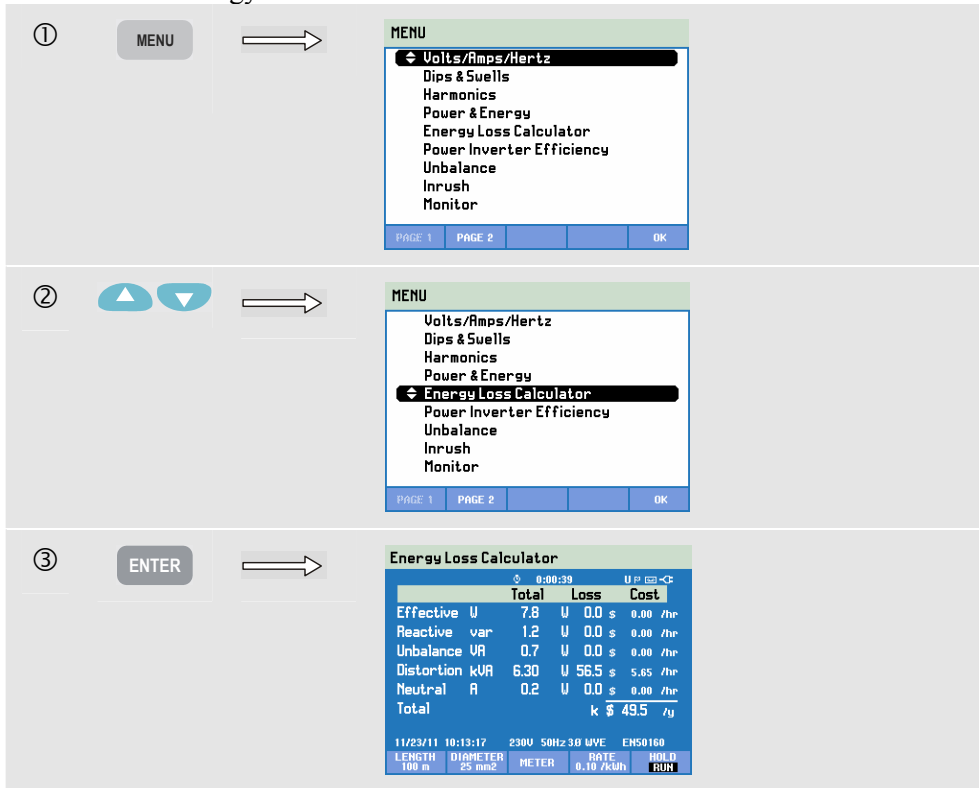 ① MENU MENU
Volts/Amps/Hertz
Dips & Swells
Harmonics
Power & Energy
Energy Loss Calculator
Power Inverter Efficiency
Unbalance
Inrush
Monitor
PAGE 1 PAGE 2 OK
② MENU
Volts/Amps/Hertz
Dips & Swells
Harmonics
Power & Energy
Energy Loss Calculator
Power Inverter Efficiency
Unbalance
Inrush
Monitor
PAGE 1 PAGE 2 OK
③ ENTER Energy Loss Calculator
0:00:39 U P
Total Loss Cost
Effective W 7.8 W 0.0 $ 0.00 /hr
Reactive var 1.2 W 0.0 $ 0.00 /hr
Unbalance VA 0.7 W 0.0 $ 0.00 /hr
Distortion kVA 6.30 W 56.5 $ 5.65 /hr
Neutral A 0.2 W 0.0 $ 0.00 /hr
Total k $ 49.5 /y
11/23/11 10:13:17 230V 50Hz 3.0 WYE EN50160
LENGTH DIAMETER METER RATE HOLD
100 m 25 mm2 0.10 /kWh RUN